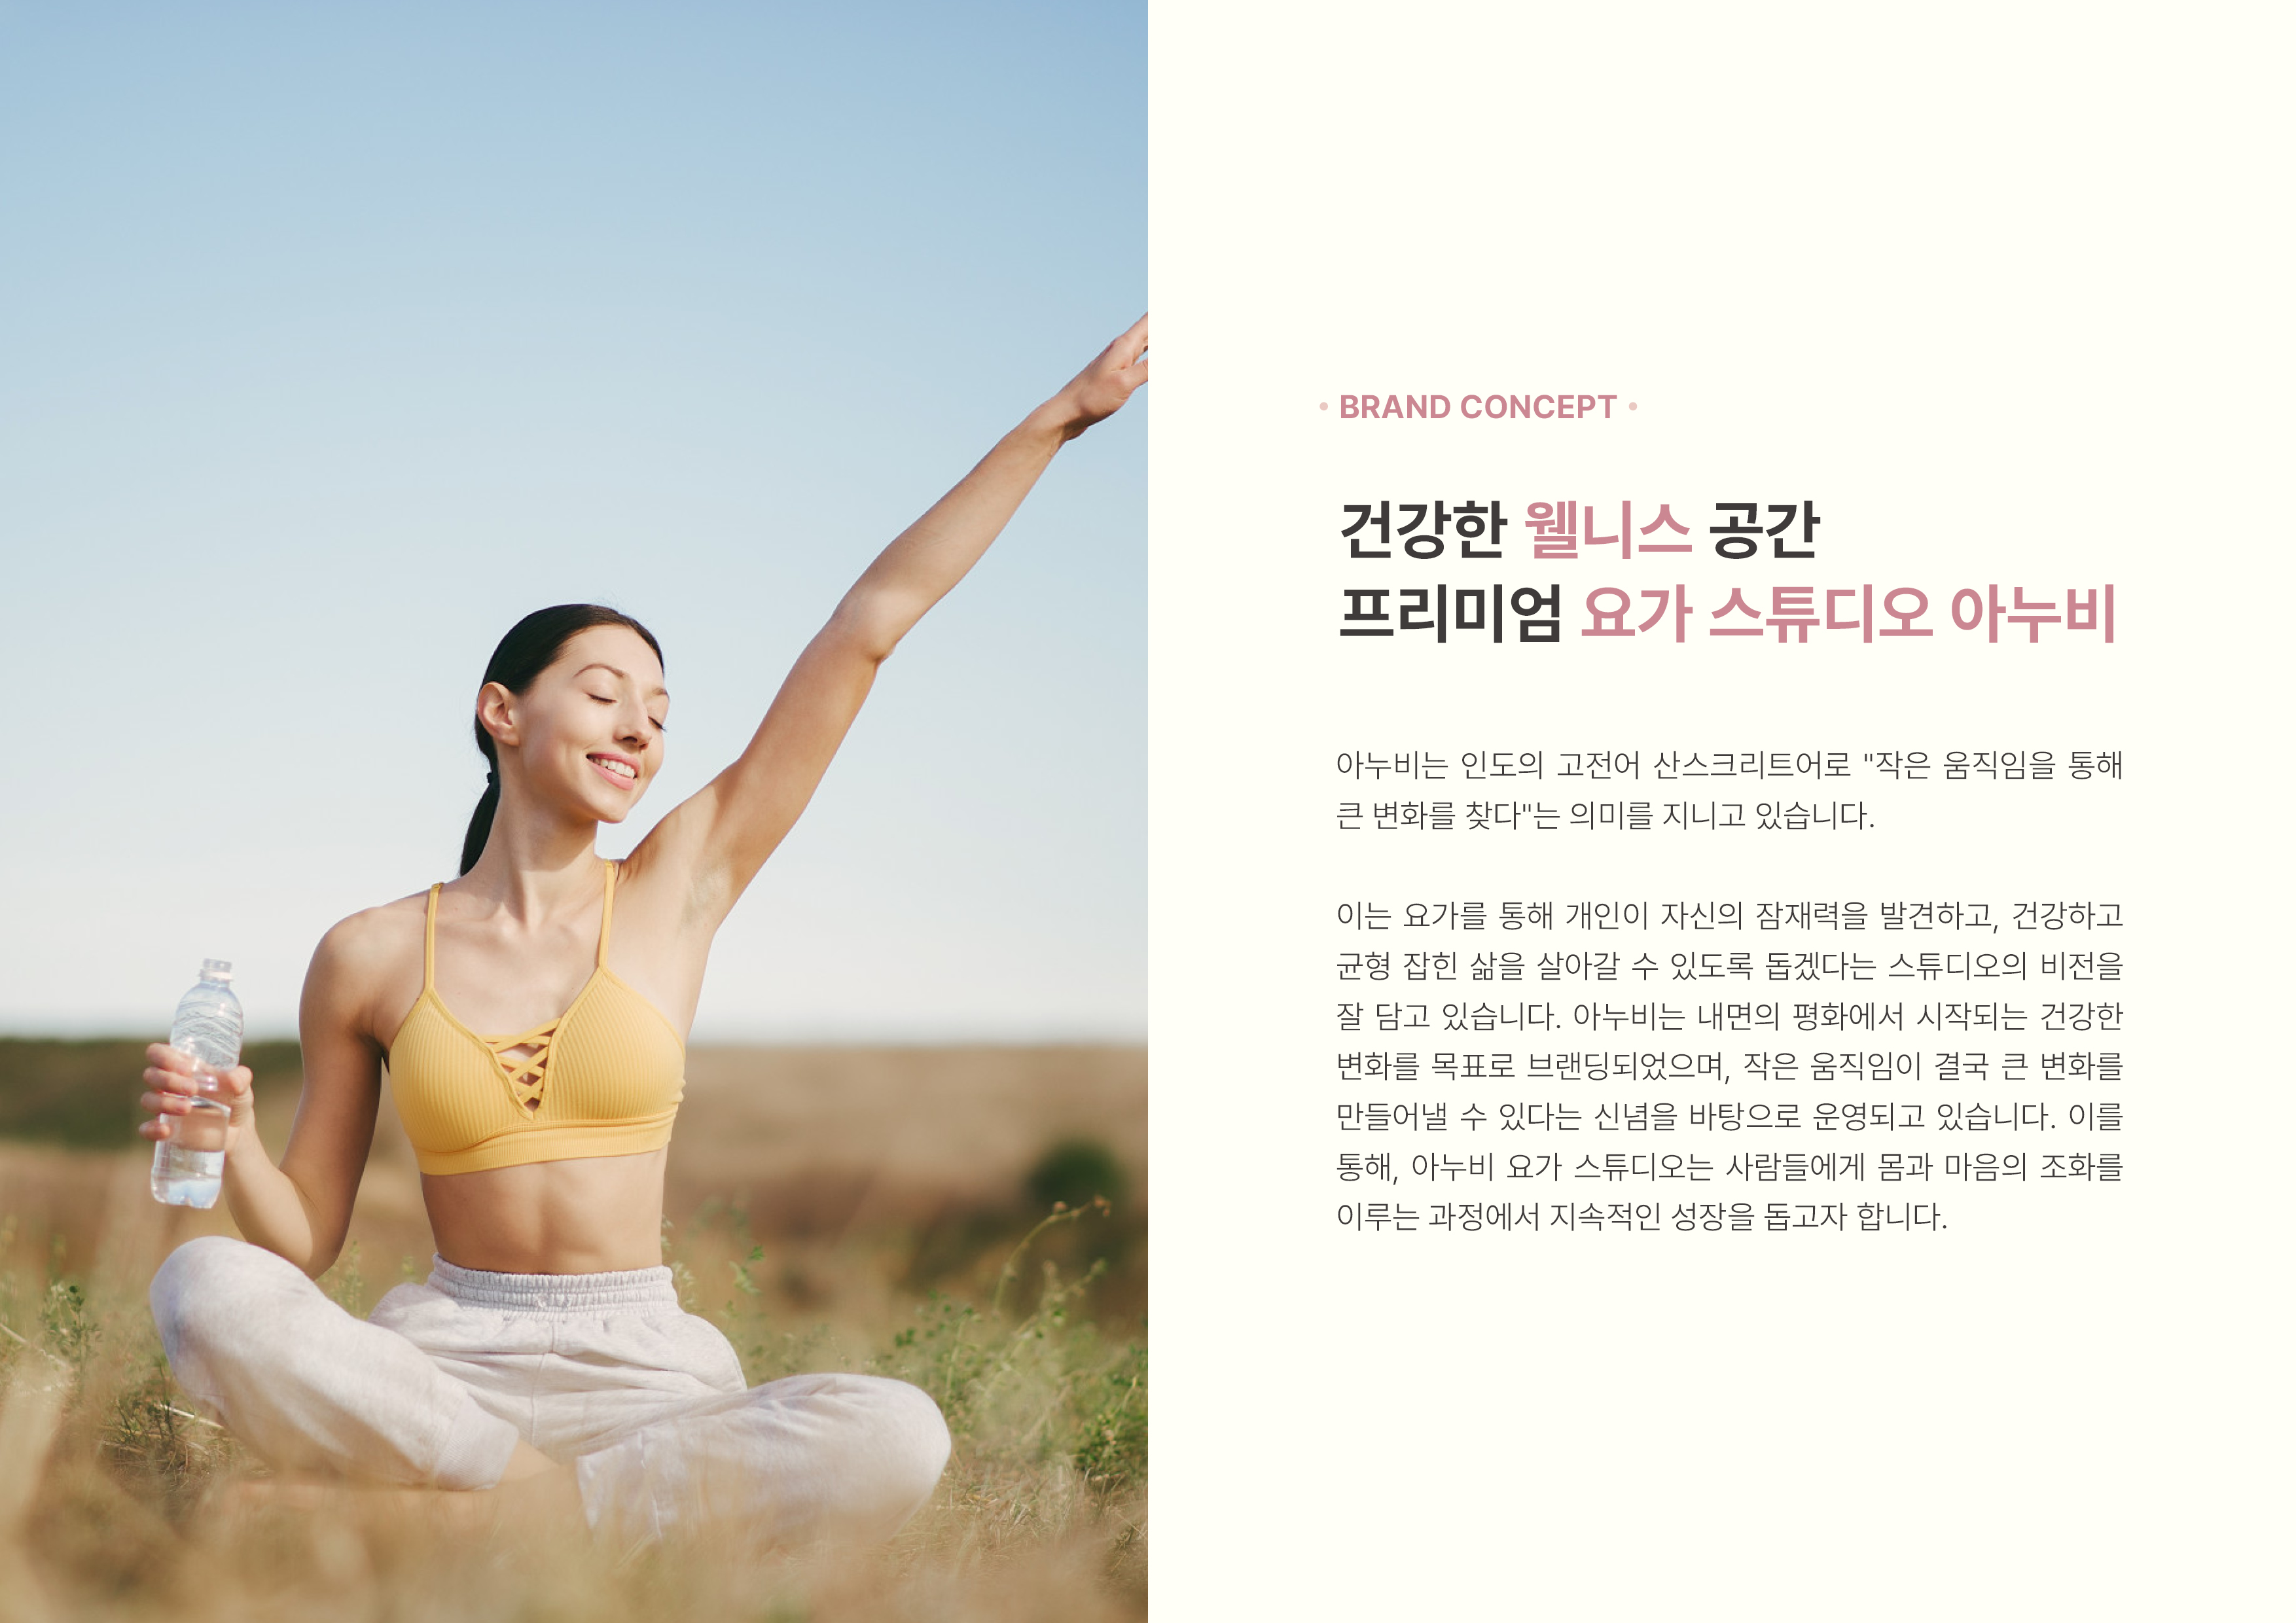 • BRAND CONCEPT •
건강한 웰니스 공간
프리미엄 요가 스튜디오 아누비
아누비는 인도의 고전어 산스크리트어로 "작은 움직임을 통해
큰 변화를 찾다"는 의미를 지니고 있습니다.
이는 요가를 통해 개인이 자신의 잠재력을 발견하고, 건강하고
균형 잡힌 삶을 살아갈 수 있도록 돕겠다는 스튜디오의 비전을
잘 담고 있습니다. 아누비는 내면의 평화에서 시작되는 건강한
변화를 목표로 브랜딩되었으며, 작은 움직임이 결국 큰 변화를
만들어낼 수 있다는 신념을 바탕으로 운영되고 있습니다. 이를
통해, 아누비 요가 스튜디오는 사람들에게 몸과 마음의 조화를
이루는 과정에서 지속적인 성장을 돕고자 합니다.